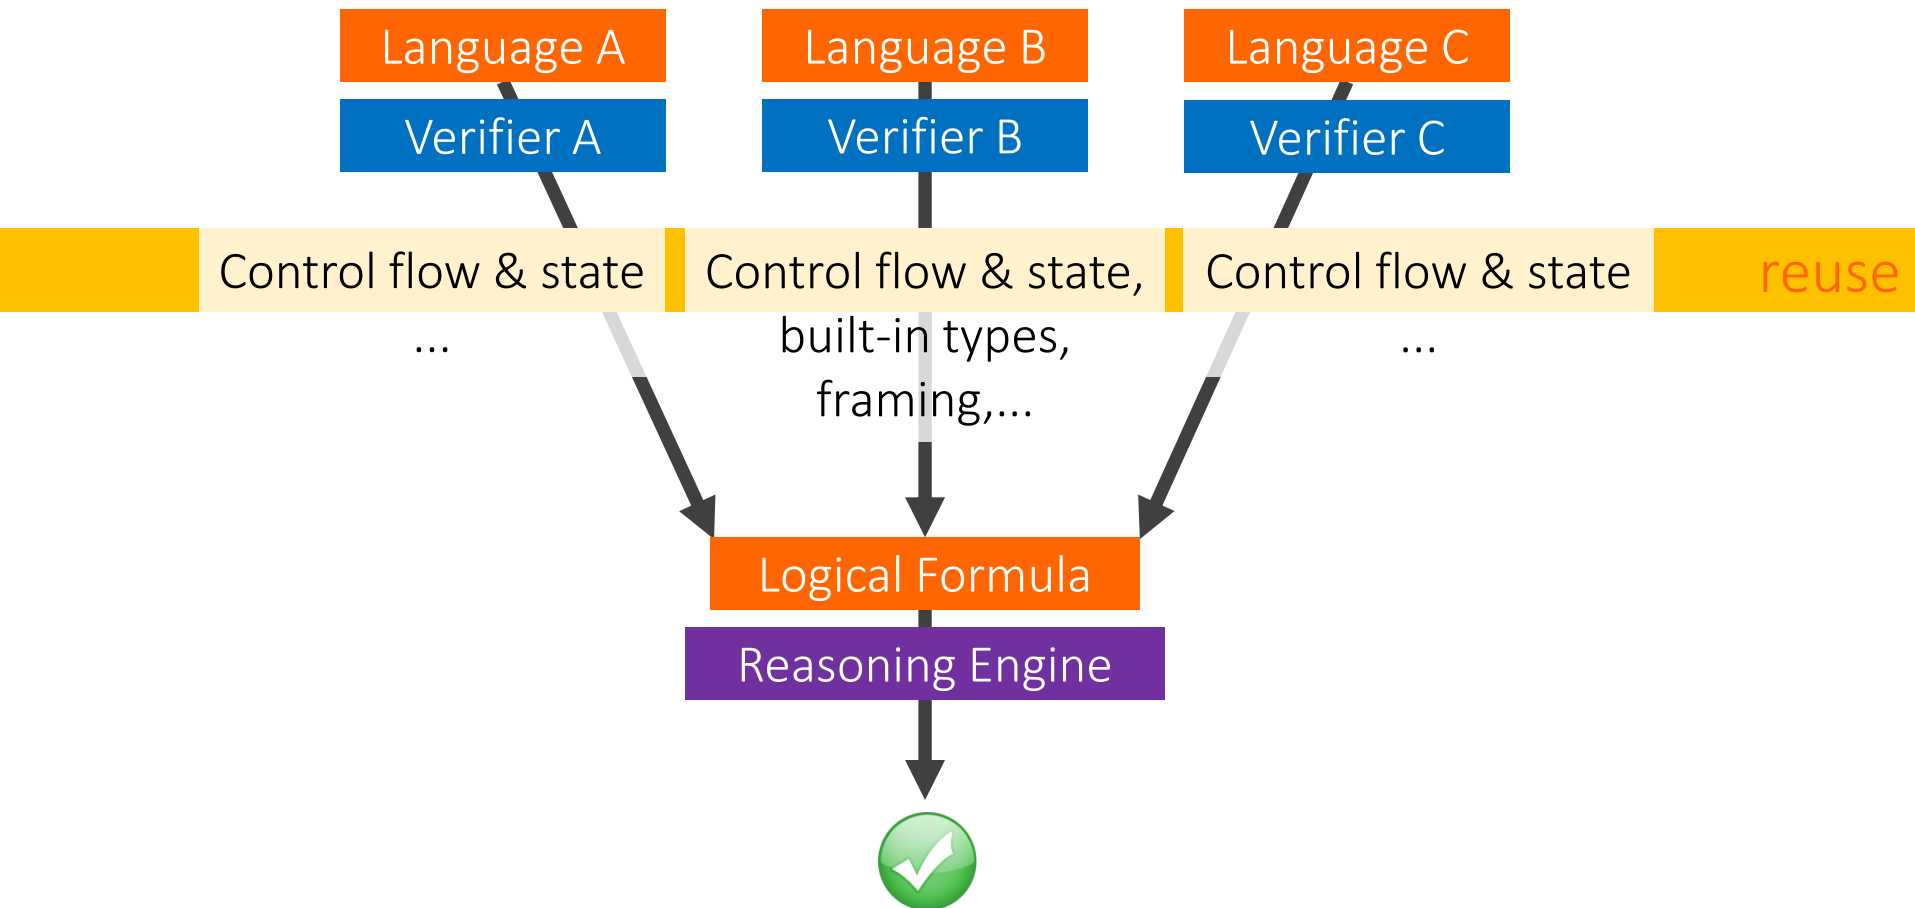 Language A
Language B
Language C
Verifier A
Verifier B
Verifier C
Control flow & state
...
Control flow & state,
built-in types,
framing,...
Control flow & state
...
reuse
Logical Formula
Reasoning Engine